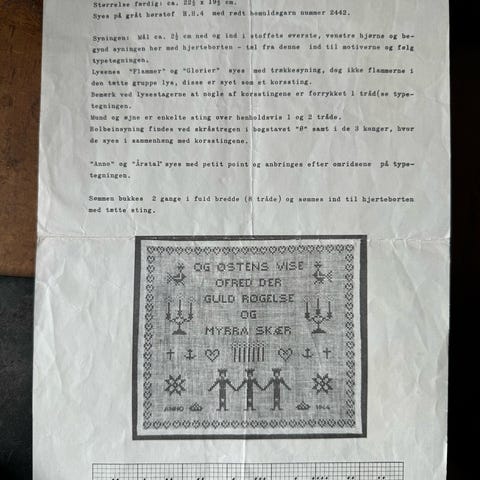 Størrelse færdig: ca. 22½ x 19½ cm.
Syes på gråt hørstof H.H.4 med rødt bomuldsgarn nummer 2442.
Syningen: Mål ca. 2½ cm ned og ind i stoffets øverste, venstre hjørne og be-
gynd syningen her med hjerteborten - tæl fra denne ind til motiverne og følg
typetegningen.
Lysenes "Flammer" og "Glorier" syes med trækkesyning, dog ikke flammerne i
den tætte gruppe lys, disse er syet som et korssting.
Bemærk ved lysestagerne at nogle af korsstingene er forrykket 1 tråd(se type-
tegningen.
Mund og øjne er enkelte sting over henholdsvis 1 og 2 tråde.
Holbeinsyning findes ved skråstregen i bogstavet "Ø" samt i de 3 konger, hvor
de syes i sammenhæng med korsstingene.
"Anno" og "Årstal" syes med petit point og anbringes efter omridsene på type-
tegningen.
Sømmen bukkes 2 gange i fuld bredde (8 tråde) og sømmes ind til hjerteborten
med tætte sting.
OG ØSTENS VISE
OFRED DER
GULD RØGELSE
OG
MYRRA SKÆR
ANNO 1966